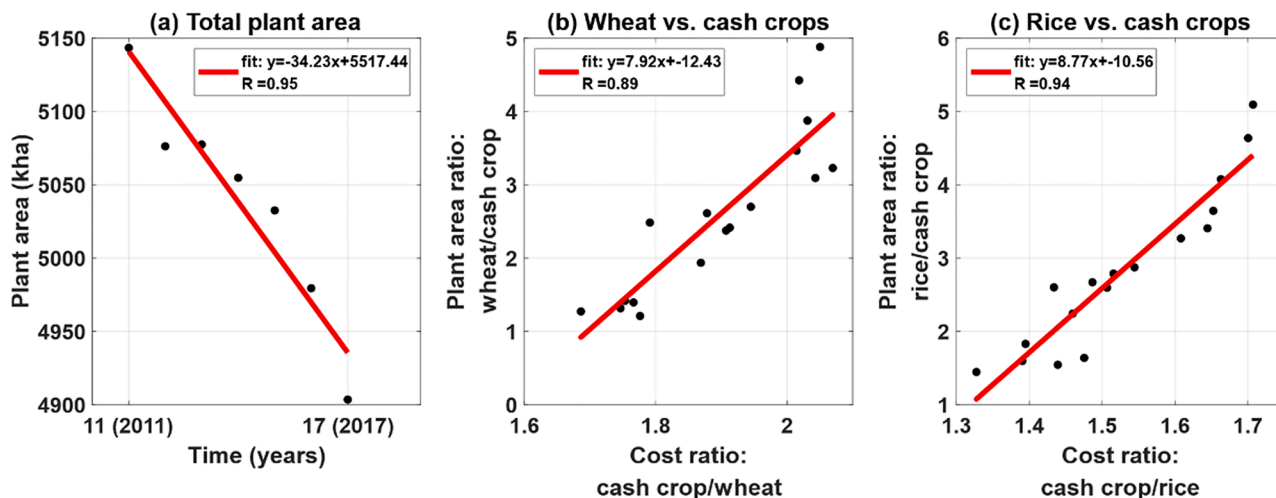 (a) Total plant area
fit: y=-34.23x+5517.44
R =0.95
5150
5100
5050
5000
4950
4900
Plant area (kha)
11 (2011)
17 (2017)
Time (years)
(b) Wheat vs. cash crops
fit: y=7.92x+-12.43
R =0.89
5
4
3
2
1
0
Plant area ratio:
wheat/cash crop
1.6
1.8
2
Cost ratio:
cash crop/wheat
(c) Rice vs. cash crops
fit: y=8.77x+-10.56
R =0.94
6
5
4
3
2
1
Plant area ratio:
rice/cash crop
1.3
1.4
1.5
1.6
1.7
Cost ratio:
cash crop/rice